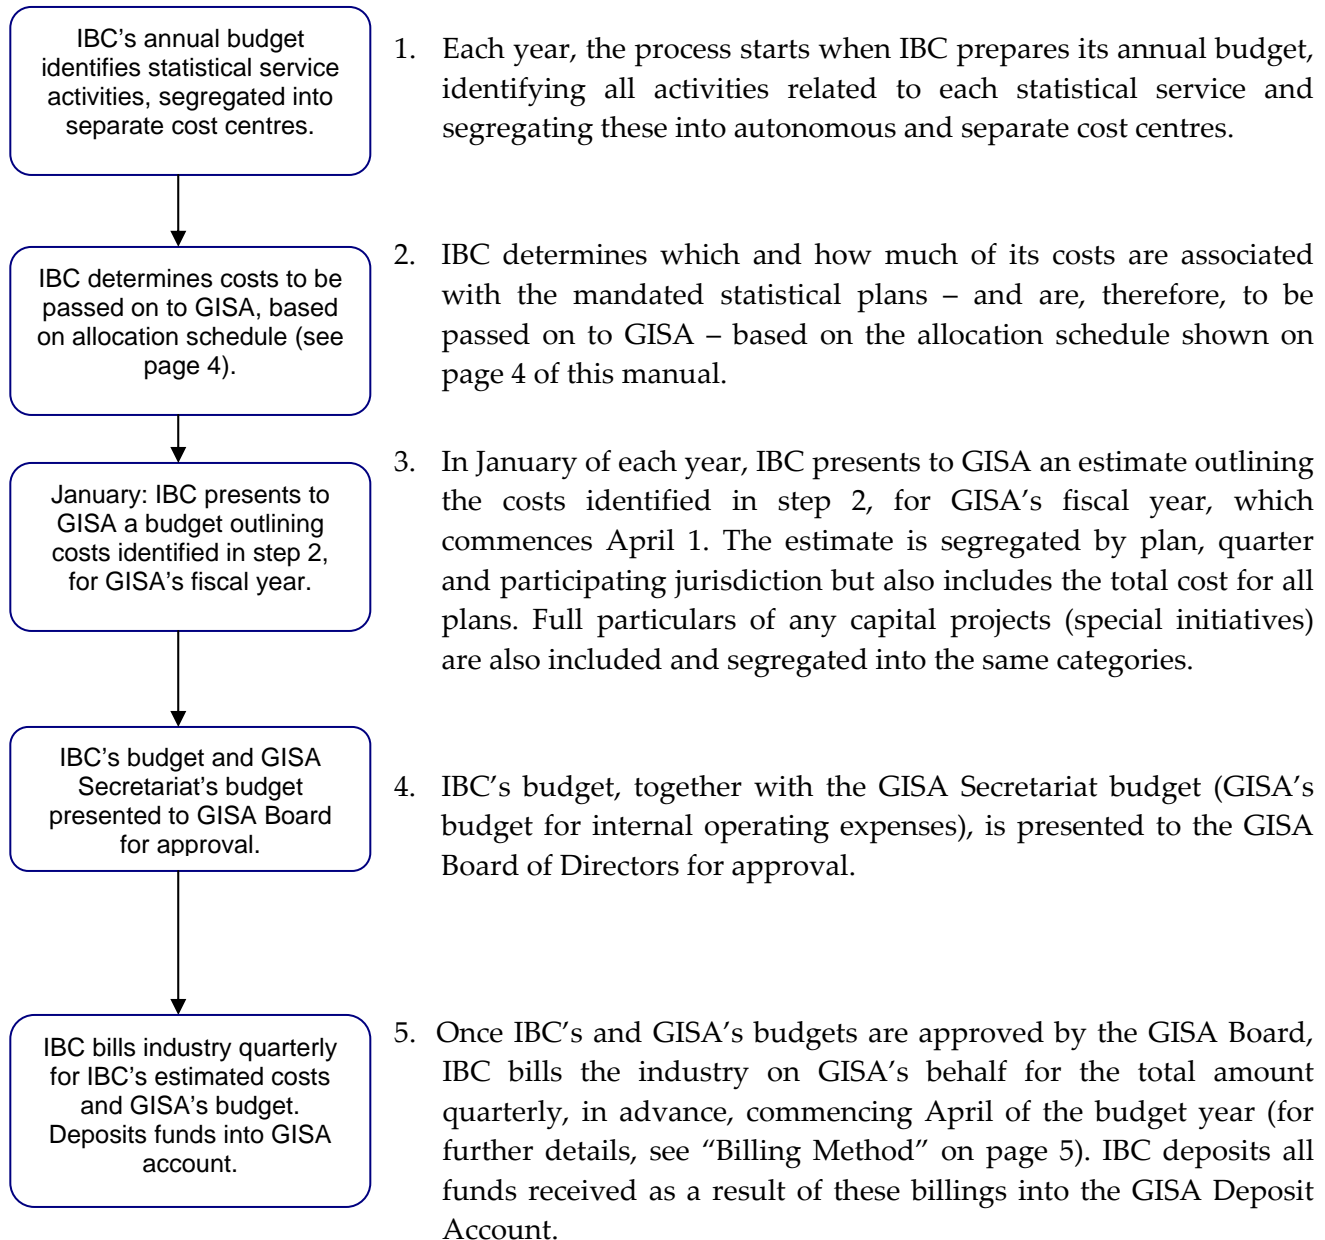 IBC's annual budget
identifies statistical service
activities, segregated into
separate cost centres.
1. Each year, the process starts when IBC prepares its annual budget,
identifying all activities related to each statistical service and
segregating these into autonomous and separate cost centres.
IBC determines costs to be
passed on to GISA, based
on allocation schedule (see
page 4).
2. IBC determines which and how much of its costs are associated
with the mandated statistical plans – and are, therefore, to be
passed on to GISA – based on the allocation schedule shown on
page 4 of this manual.
January: IBC presents to
GISA a budget outlining
costs identified in step 2,
for GISA's fiscal year.
3. In January of each year, IBC presents to GISA an estimate outlining
the costs identified in step 2, for GISA's fiscal year, which
commences April 1. The estimate is segregated by plan, quarter
and participating jurisdiction but also includes the total cost for all
plans. Full particulars of any capital projects (special initiatives)
are also included and segregated into the same categories.
IBC's budget and GISA
Secretariat's budget
presented to GISA Board
for approval.
4. IBC's budget, together with the GISA Secretariat budget (GISA's
budget for internal operating expenses), is presented to the GISA
Board of Directors for approval.
IBC bills industry quarterly
for IBC's estimated costs
and GISA's budget.
Deposits funds into GISA
account.
5. Once IBC's and GISA's budgets are approved by the GISA Board,
IBC bills the industry on GISA's behalf for the total amount
quarterly, in advance, commencing April of the budget year (for
further details, see "Billing Method" on page 5). IBC deposits all
funds received as a result of these billings into the GISA Deposit
Account.